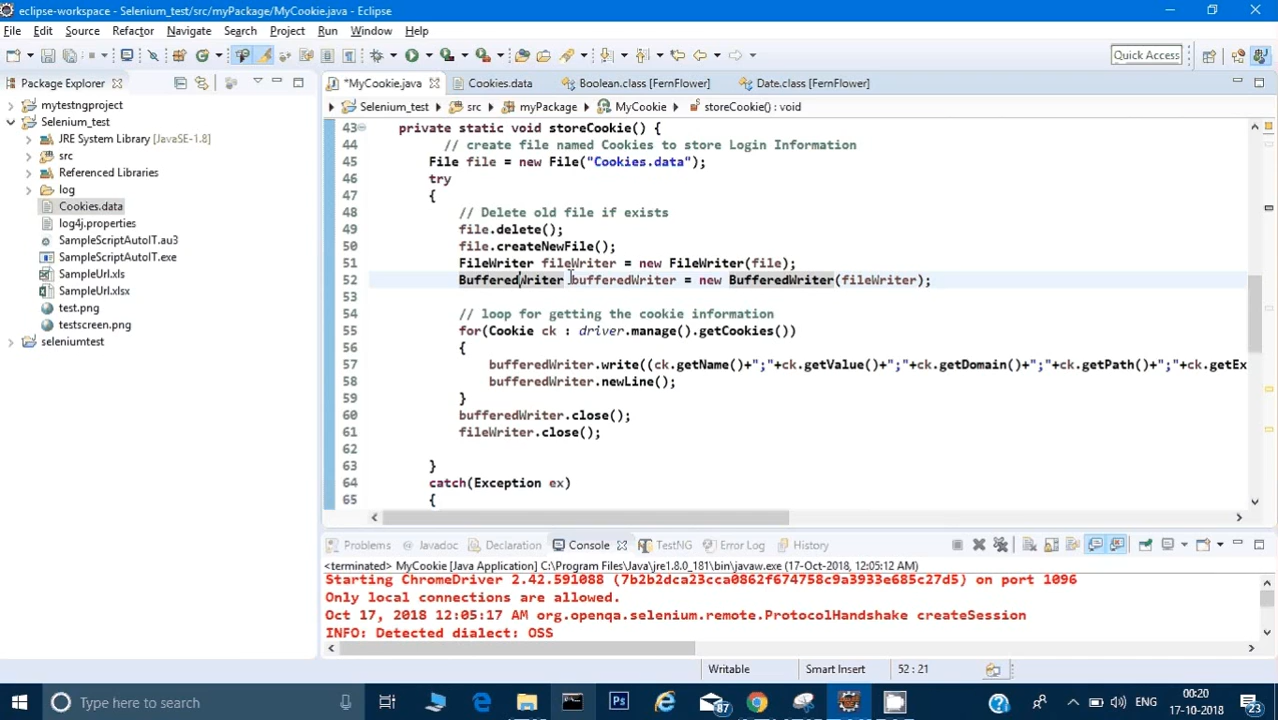 eclipse-workspace - Selenium_test/src/myPackage/MyCookie.java - Eclipse
File Edit Source Refactor Navigate Search Project Run Window Help
Quick Access
Package Explorer
*MyCookie.java Cookies.data Boolean.class [FernFlower] Date.class [FernFlower]
mytestngproject
Selenium_test
JRE System Library [JavaSE-1.8]
src
Referenced Libraries
log
Cookies.data
log4j.properties
SampleScriptAutoIT.au3
SampleScriptAutoIT.exe
SampleUrl.xls
SampleUrl.xlsx
test.png
testscreen.png
seleniumtest
Selenium_test src myPackage MyCookie storeCookie() : void
43 private static void storeCookie() {
44 // create file named Cookies to store Login Information
45 File file = new File("Cookies.data");
46 try
47 {
48 // Delete old file if exists
49 file.delete();
50 file.createNewFile();
51 FileWriter fileWriter = new FileWriter(file);
52 BufferedWriter bufferedWriter = new BufferedWriter(fileWriter);
53
54 // loop for getting the cookie information
55 for(Cookie ck : driver.manage().getCookies())
56 {
57 bufferedWriter.write((ck.getName()+";"+ck.getValue()+";"+ck.getDomain()+";"+ck.getPath()+";"+ck.getEx
58 bufferedWriter.newLine();
59 }
60 bufferedWriter.close();
61 fileWriter.close();
62
63 }
64 catch(Exception ex)
65 {
Problems Javadoc Declaration Console TestNG Error Log History
<terminated> MyCookie [Java Application] C:\Program Files\Java\jre1.8.0_181\bin\javaw.exe (17-Oct-2018, 12:05:12 AM)
Starting ChromeDriver 2.42.591088 (7b2b2dca23cca0862f674758c9a3933e685c27d5) on port 1096
Only local connections are allowed.
Oct 17, 2018 12:05:17 AM org.openqa.selenium.remote.ProtocolHandshake createSession
INFO: Detected dialect: OSS
Writable Smart Insert 52 : 21
Type here to search
87
ENG
00:20
17-10-2018
23